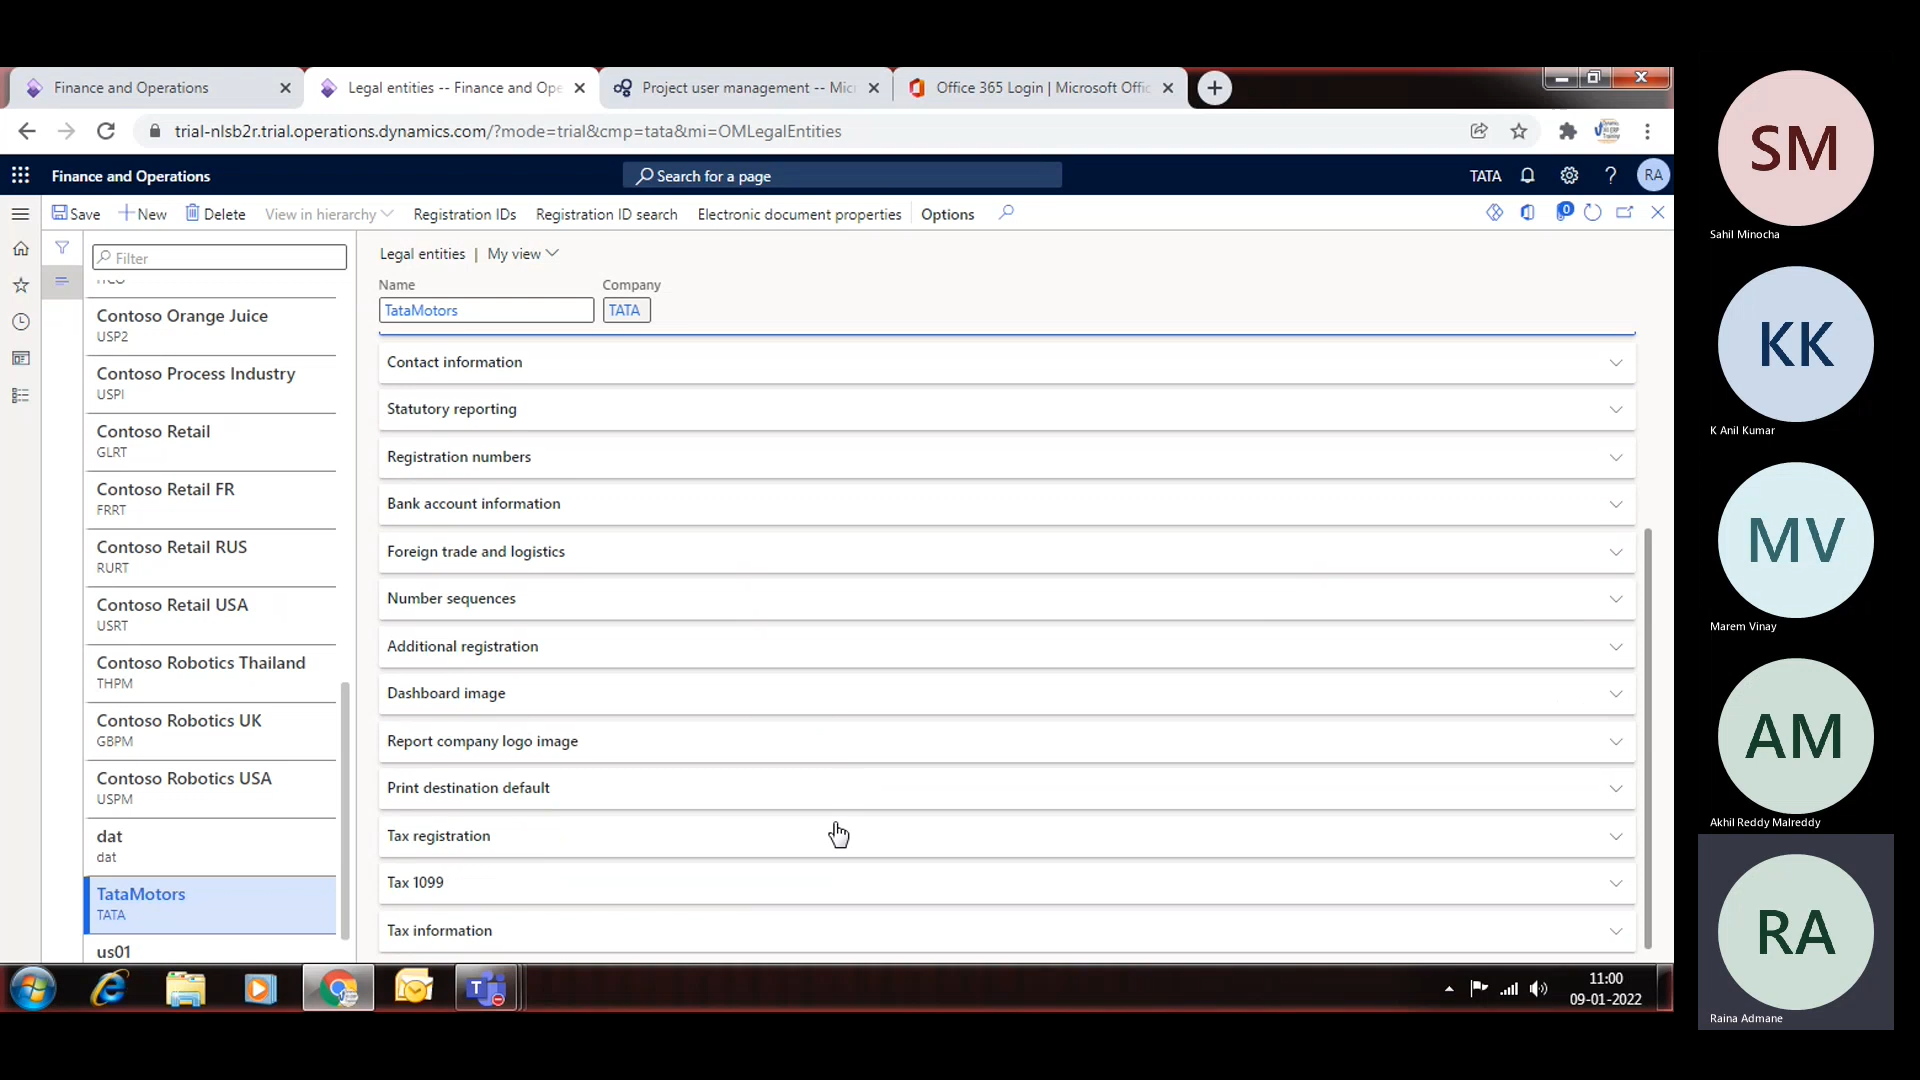 Finance and Operations
Legal entities -- Finance and Ope
Project user management -- Mic
Office 365 Login | Microsoft Offic
trial-nlsb2r.trial.operations.dynamics.com/?mode=trial&cmp=tata&mi=OMLegalEntities
Finance and Operations
Search for a page
TATA
?
RA
Save
New
Delete
View in hierarchy
Registration IDs
Registration ID search
Electronic document properties
Options
0
Filter
Contoso Orange Juice
USP2
Contoso Process Industry
USPI
Contoso Retail
GLRT
Contoso Retail FR
FRRT
Contoso Retail RUS
RURT
Contoso Retail USA
USRT
Contoso Robotics Thailand
THPM
Contoso Robotics UK
GBPM
Contoso Robotics USA
USPM
dat
dat
TataMotors
TATA
us01
Legal entities | My view
Name
Company
TataMotors
TATA
Contact information
Statutory reporting
Registration numbers
Bank account information
Foreign trade and logistics
Number sequences
Additional registration
Dashboard image
Report company logo image
Print destination default
Tax registration
Tax 1099
Tax information
11:00
09-01-2022
SM
Sahil Minocha
KK
K Anil Kumar
MV
Marem Vinay
AM
Akhil Reddy Malreddy
RA
Raina Admane